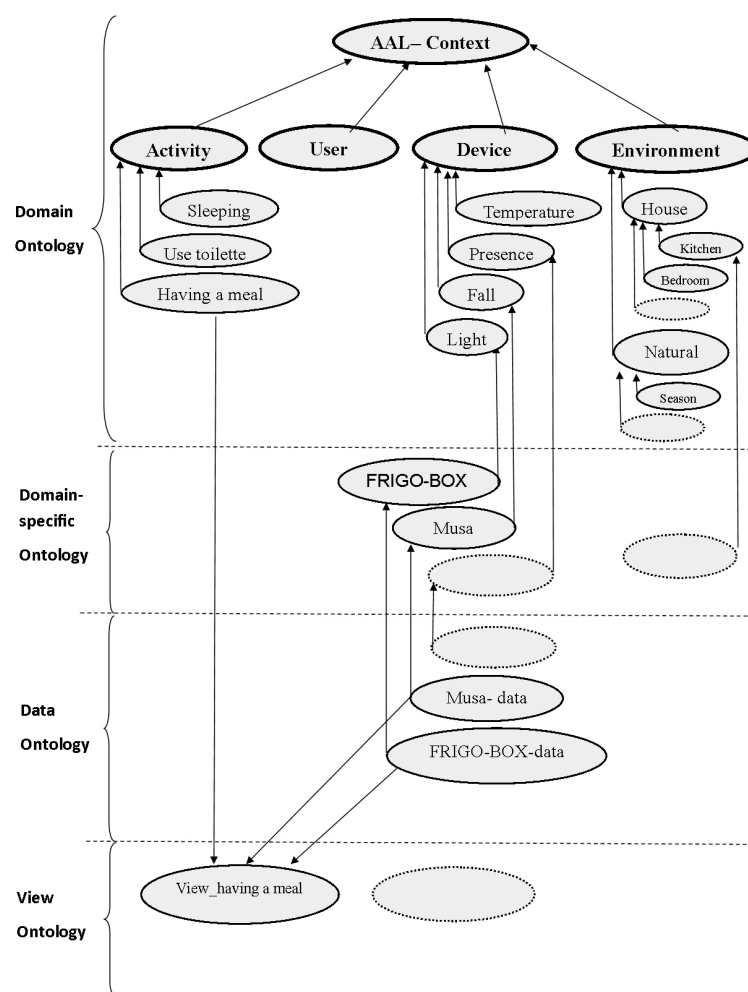 AAL– Context
Activity
User
Device
Environment
Domain
Ontology
Sleeping
Use toilette
Having a meal
Temperature
Presence
Fall
Light
House
Kitchen
Bedroom
Natural
Season
Domain-
specific
Ontology
FRIGO-BOX
Musa
Data
Ontology
Musa- data
FRIGO-BOX-data
View
Ontology
View_having a meal